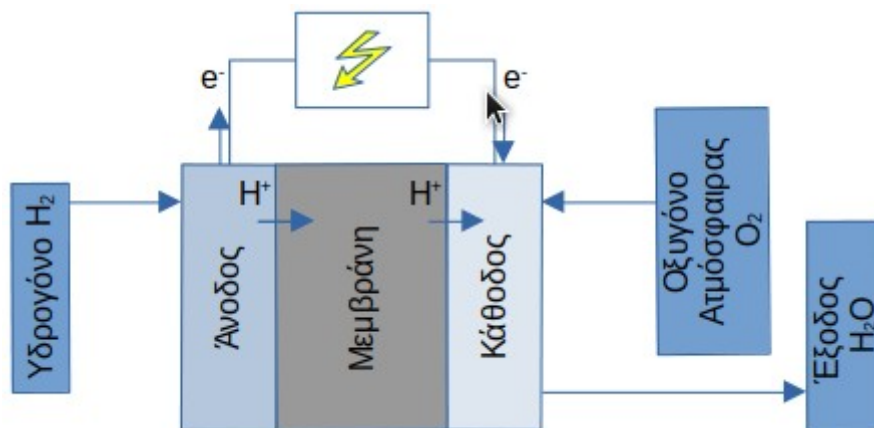 e⁻
e⁻
Υδρογόνο H₂
Άνοδος
H⁺
Μεμβράνη
H⁺
Κάθοδος
Οξυγόνο
Ατμόσφαιρας
O₂
Έξοδος
H₂O